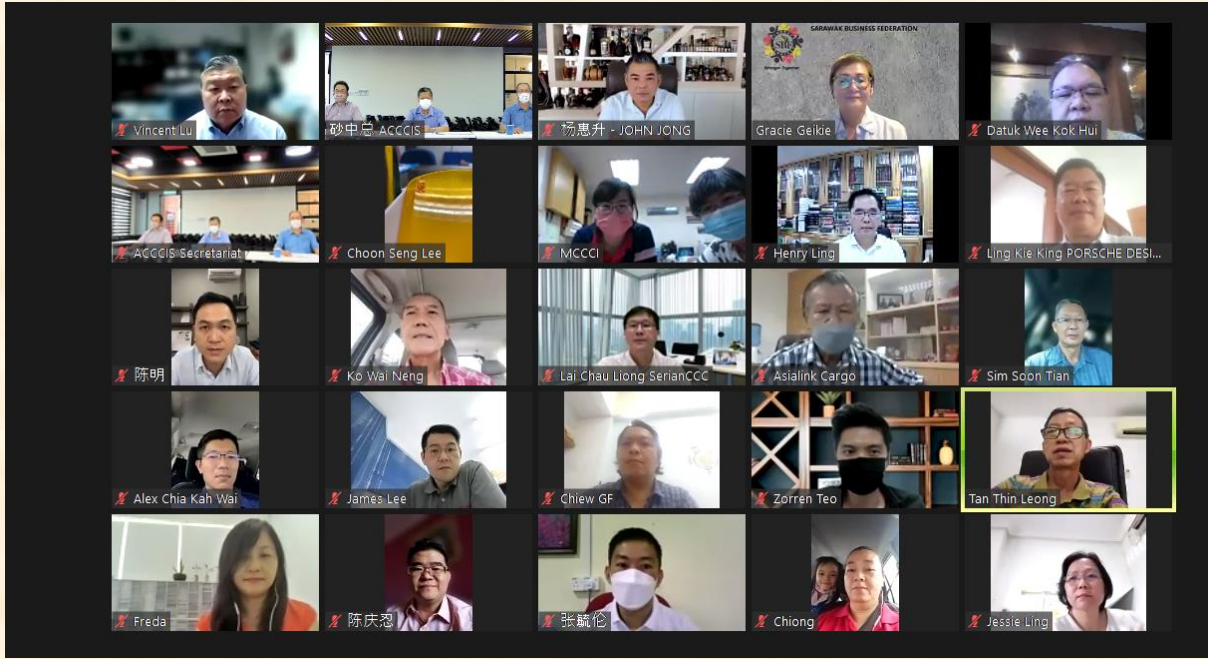 SARAWAK BUSINESS FEDERATION
SBF
Stronger Together
Vincent Lu
砂中总 ACCCIS
杨惠升 - JOHN JONG
Gracie Geikie
Datuk Wee Kok Hui
ACCCIS Secretariat
Choon Seng Lee
MCCCI
Henry Ling
Ling Kie King PORSCHE DESI...
陈明
Ko Wai Neng
Lai Chau Liong SerianCCC
Asialink Cargo
Sim Soon Tian
Alex Chia Kah Wai
James Lee
Chiew GF
Zorren Teo
Tan Thin Leong
Freda
陈庆忍
张毓伦
Chiong
Jessie Ling